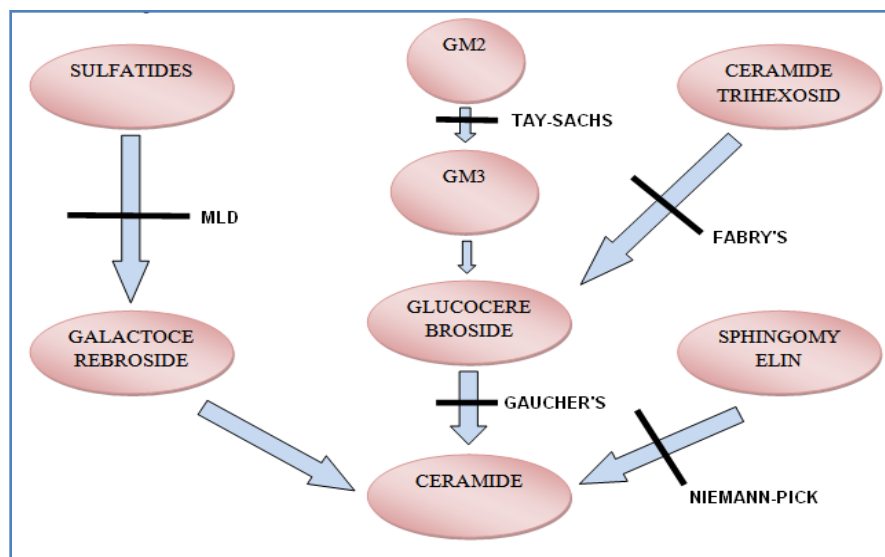 SULFATIDES
GM2
CERAMIDE
TRIHEXOSID
TAY-SACHS
GM3
MLD
FABRY'S
GALACTOCE
REBROSIDE
GLUCOCERE
BROSIDE
SPHINGOMY
ELIN
GAUCHER'S
CERAMIDE
NIEMANN-PICK